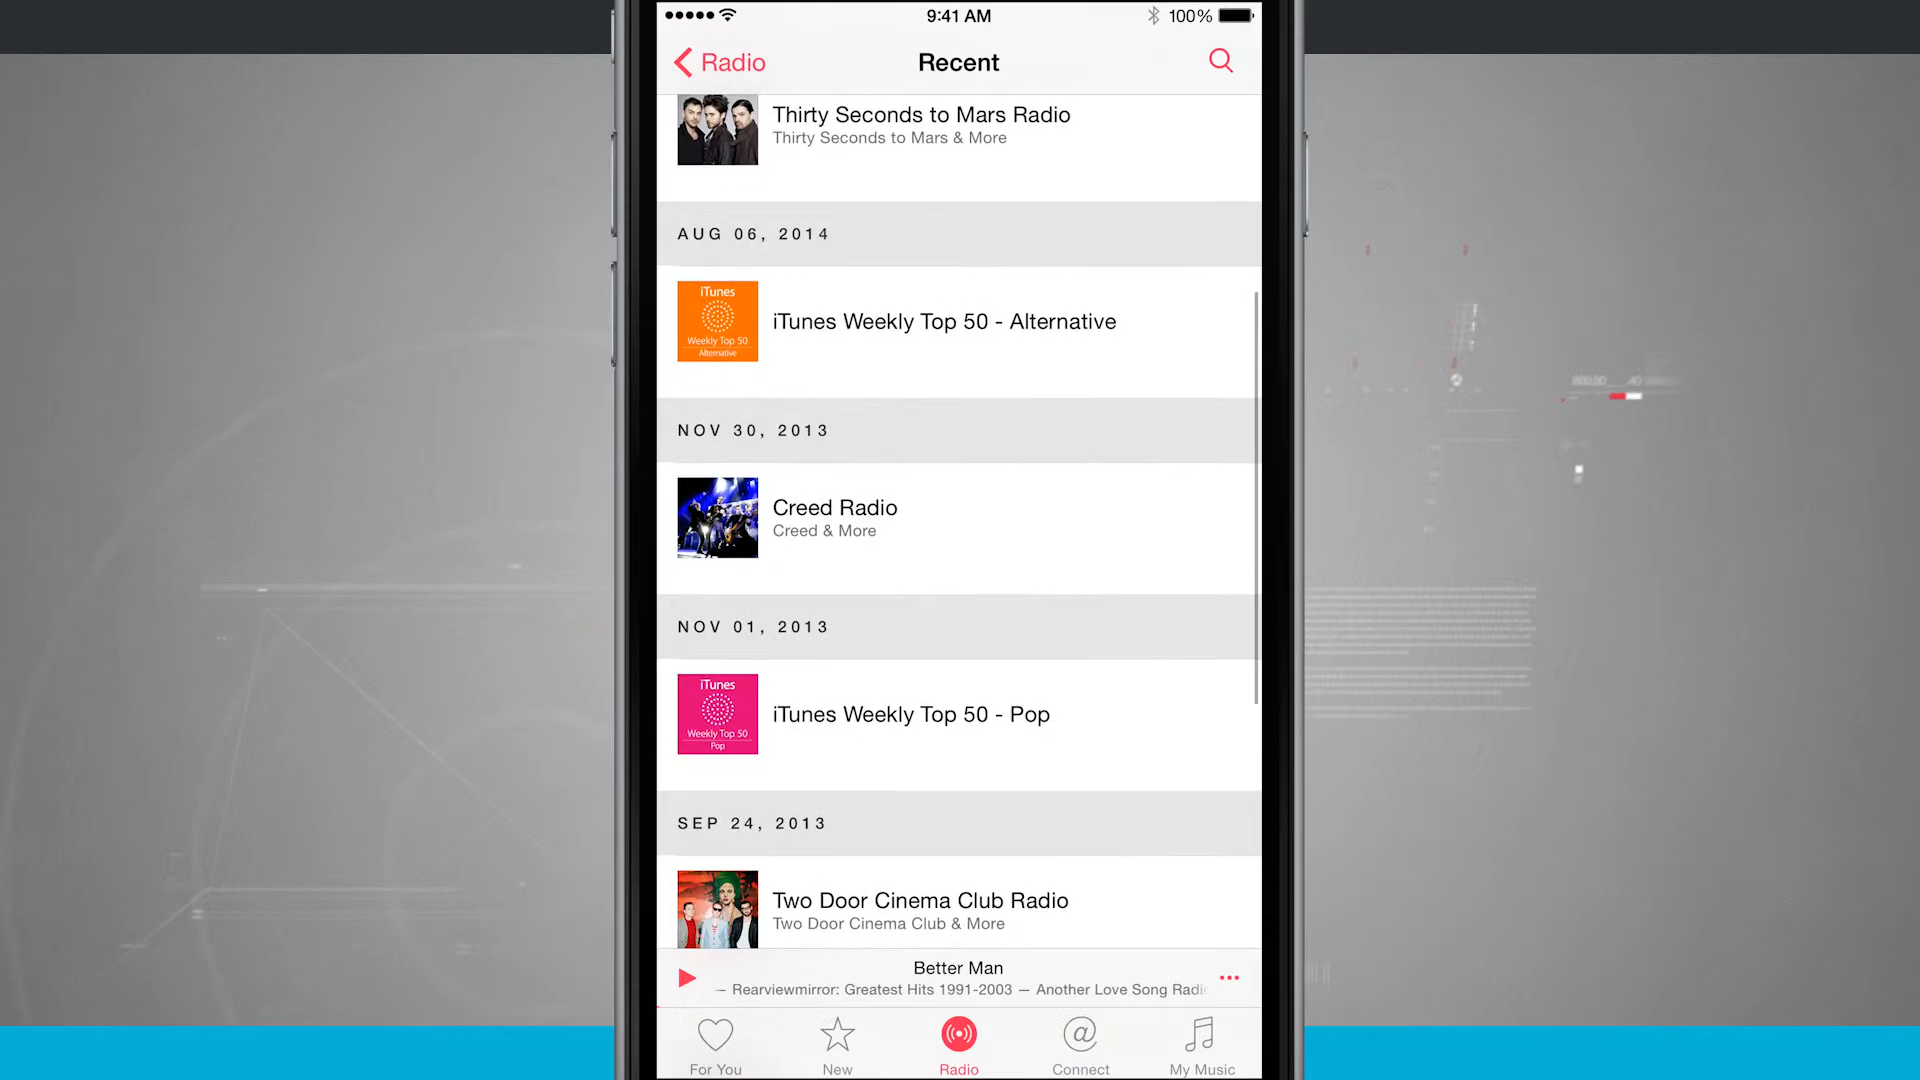 9:41 AM
100%
Radio
Recent
Thirty Seconds to Mars Radio
Thirty Seconds to Mars & More
AUG 06, 2014
iTunes
Weekly Top 50
Alternative
iTunes Weekly Top 50 - Alternative
NOV 30, 2013
Creed Radio
Creed & More
NOV 01, 2013
iTunes
Weekly Top 50
Pop
iTunes Weekly Top 50 - Pop
SEP 24, 2013
Two Door Cinema Club Radio
Two Door Cinema Club & More
Better Man
— Rearviewmirror: Greatest Hits 1991-2003 — Another Love Song Radi
For You
New
Radio
@
Connect
My Music